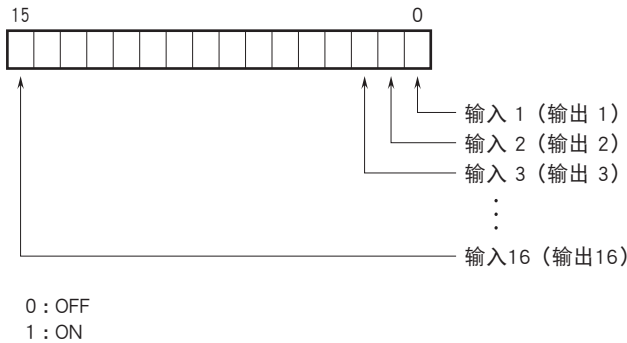 15 0
输入 1（输出 1）
输入 2（输出 2）
输入 3（输出 3）
⋮
输入16（输出16）
0：OFF
1：ON